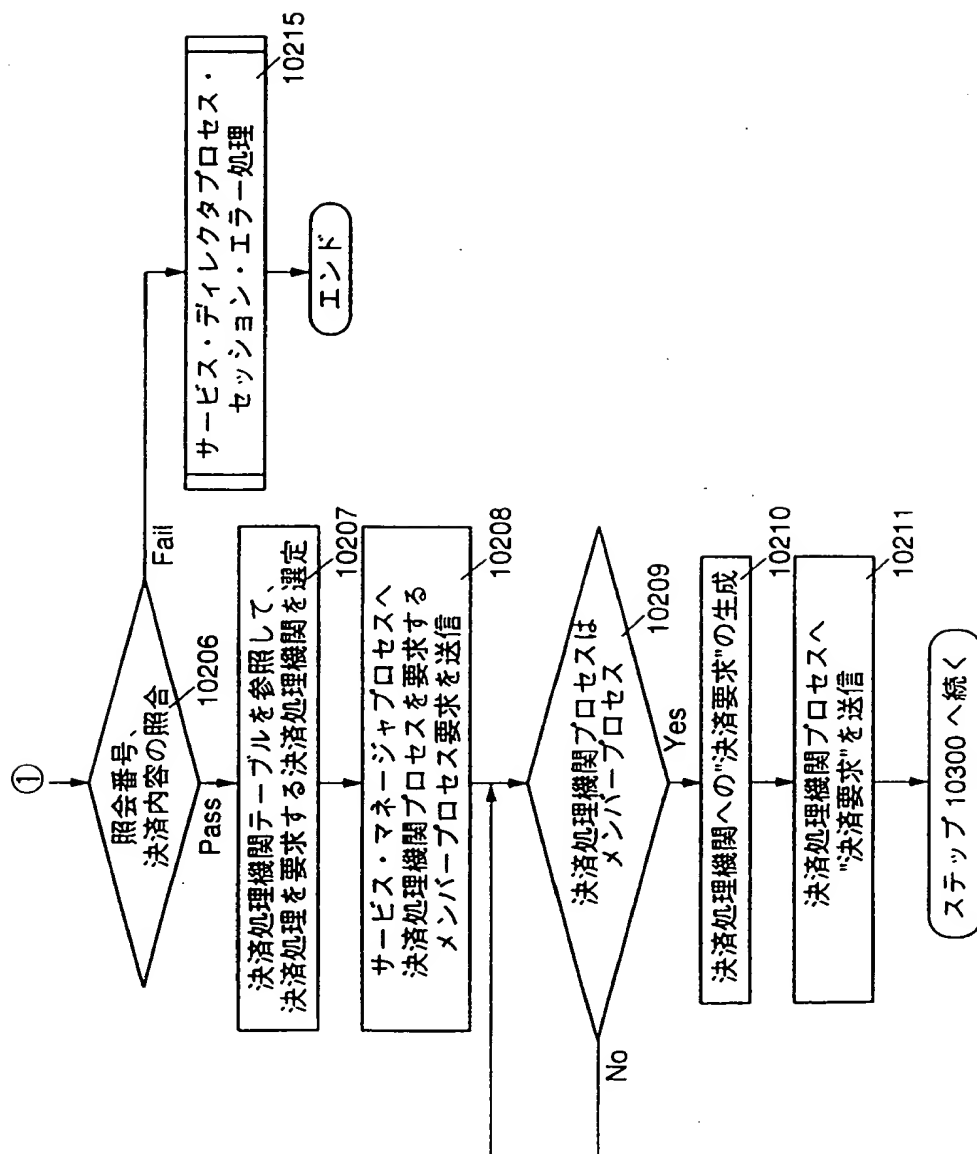 ①
照会番号、
決済内容の照合
10206
Fail
Pass
サービス・ディレクタプロセス・
セッション・エラー処理
10215
エンド
決済処理機関テーブルを参照して、
決済処理を要求する決済処理機関を選定
10207
サービス・マネージャプロセスへ
決済処理機関プロセスを要求する
メンバープロセス要求を送信
10208
決済処理機関プロセスは
メンバープロセス
10209
No
Yes
決済処理機関への"決済要求"の生成
10210
決済処理機関プロセスへ
"決済要求"を送信
10211
ステップ 10300 へ続く